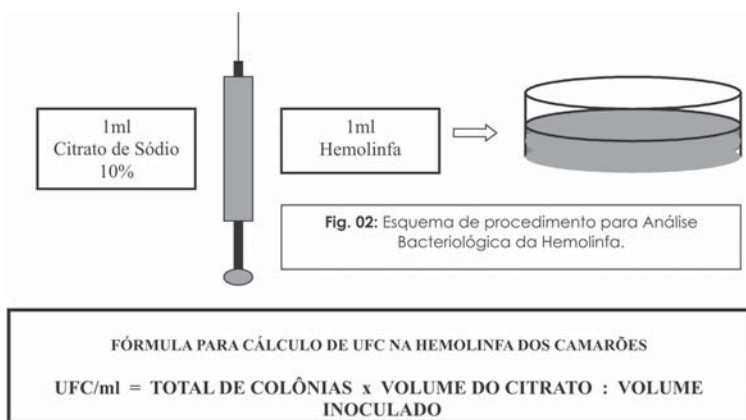 1ml
Citrato de Sódio
10%
1ml
Hemolinfa
Fig. 02: Esquema de procedimento para Análise
Bacteriológica da Hemolinfa.
FÓRMULA PARA CÁLCULO DE UFC NA HEMOLINFA DOS CAMARÕES
UFC/ml = TOTAL DE COLÔNIAS x VOLUME DO CITRATO : VOLUME
INOCULADO